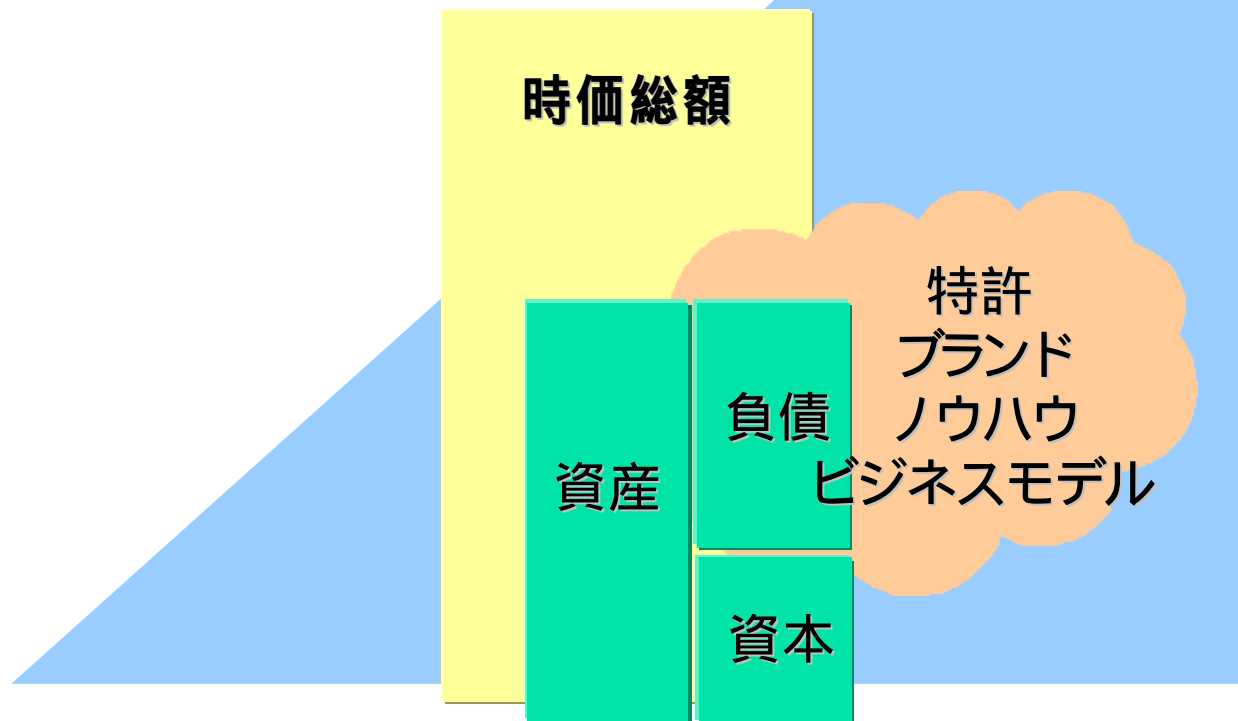 時価総額
特許
ブランド
ノウハウ
ビジネスモデル
負債
資産
資本